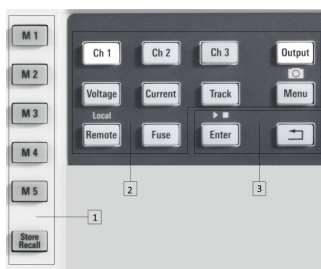 M 1
M 2
M 3
M 4
M 5
Store
Recall
1
Ch 1
Ch 2
Ch 3
Output
Voltage
Current
Track
Menu
Local
Remote
Fuse
Enter
2
3